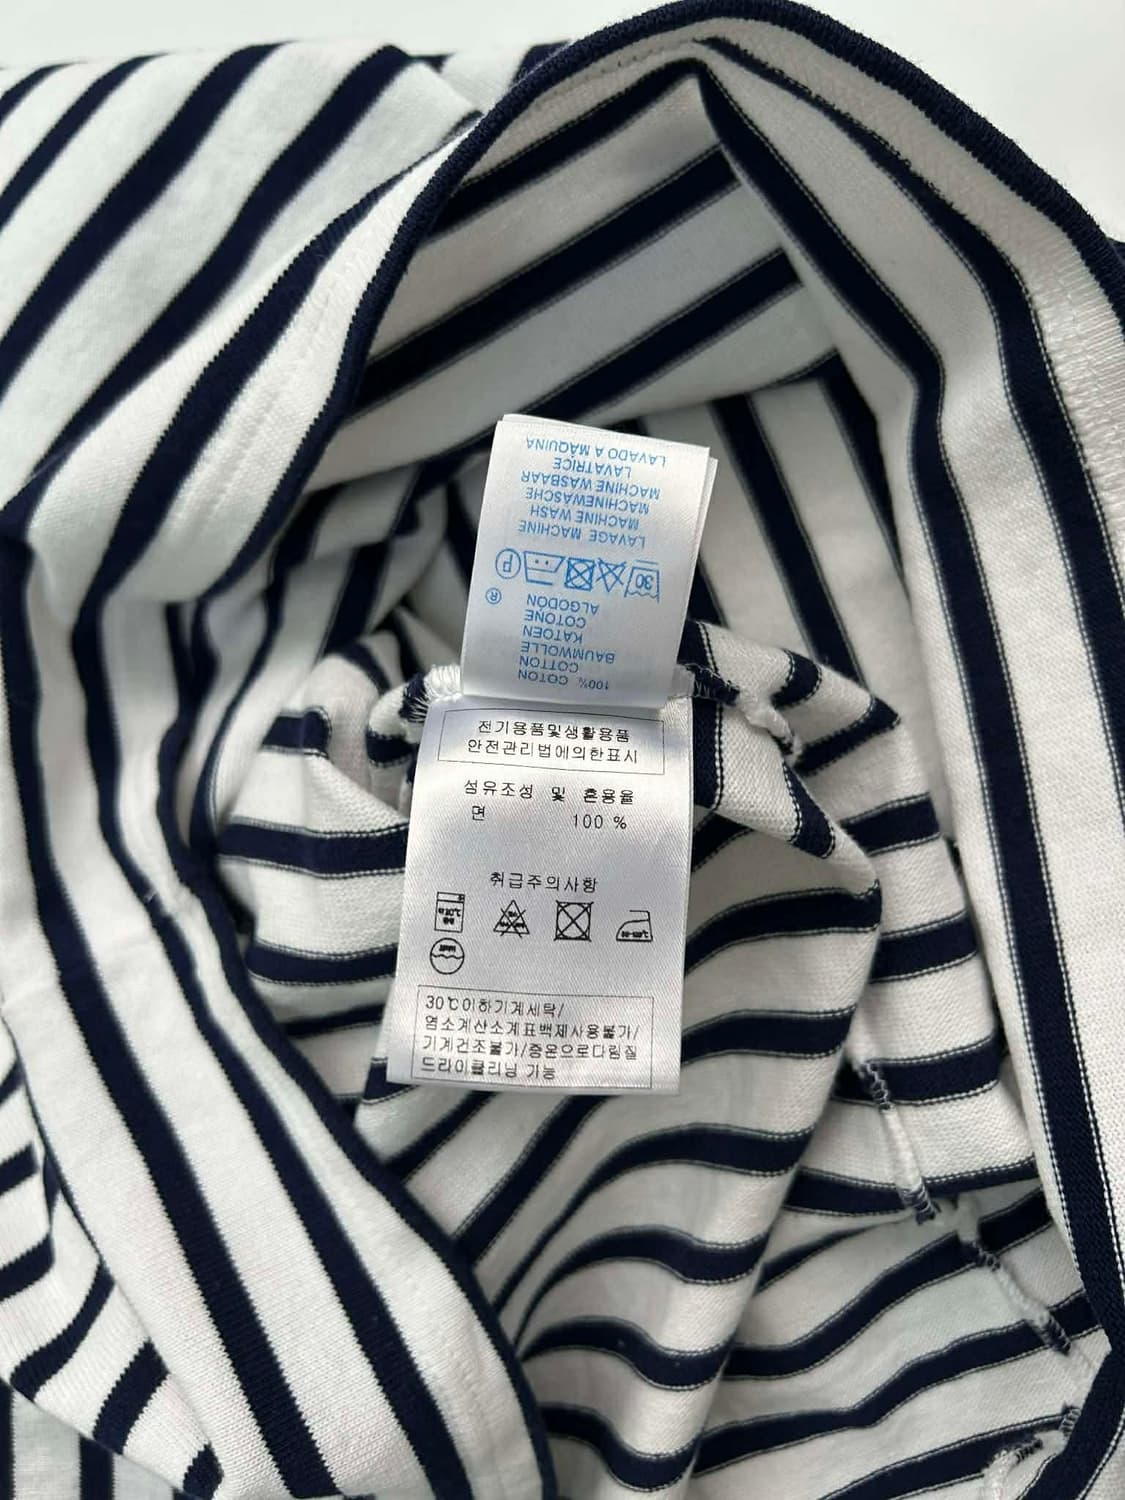 100% COTON
COTTON
BAUMWOLLE
KATOEN
COTONE
ALGODON
®
30
P
LAVAGE MACHINE
MACHINE WASH
MACHINEWASCHE
MACHINE WASBAAR
LAVATRICE
LAVADO A MÁQUINA
전기용품및생활용품
안전관리법에의한표시
섬유조성 및 혼용율
면 100 %
취급주의사항
30℃이하기계세탁/
염소계산소계표백제사용불가/
기계건조불가/중온으로다림질
드라이클리닝 가능